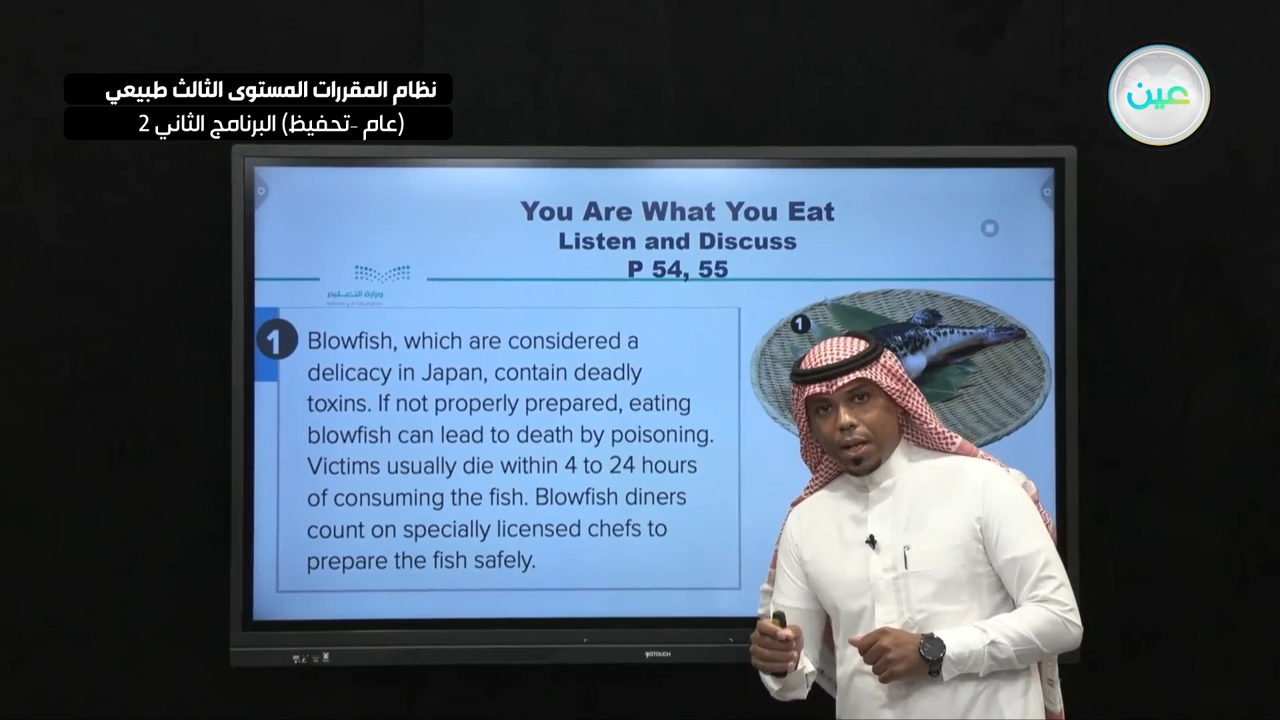 نظام المقررات المستوى الثالث طبيعي
(عام -تحفيظ) البرنامج الثاني 2
عين
You Are What You Eat
Listen and Discuss
P 54, 55
وزارة التعليم
Ministry of Education
1
1
Blowfish, which are considered a
delicacy in Japan, contain deadly
toxins. If not properly prepared, eating
blowfish can lead to death by poisoning.
Victims usually die within 4 to 24 hours
of consuming the fish. Blowfish diners
count on specially licensed chefs to
prepare the fish safely.